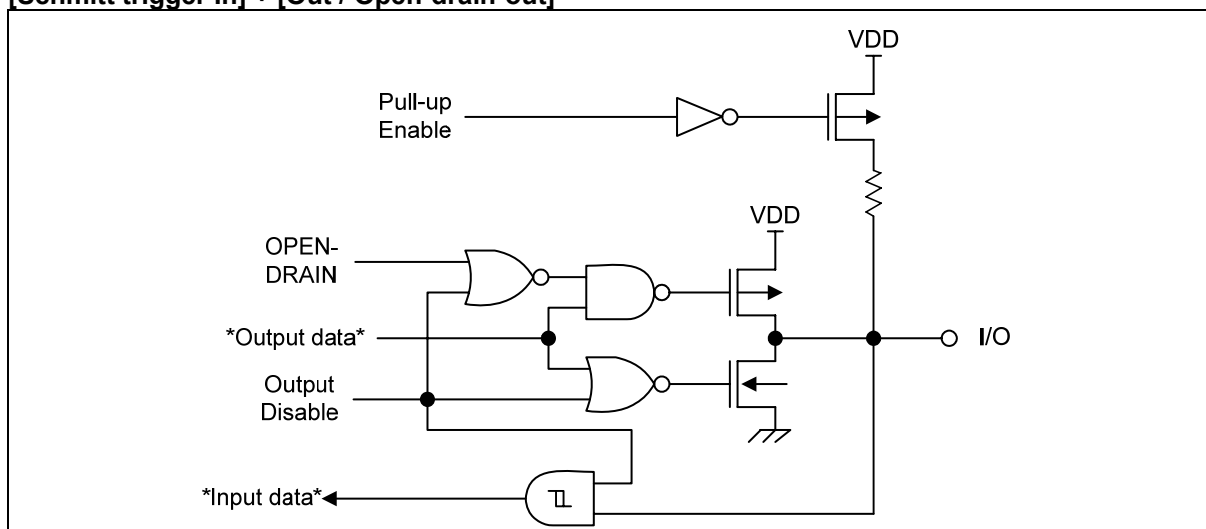 [Schmitt trigger in] + [Out / Open-drain out]
VDD
Pull-up
Enable
VDD
OPEN-
DRAIN
*Output data*
I/O
Output
Disable
*Input data*